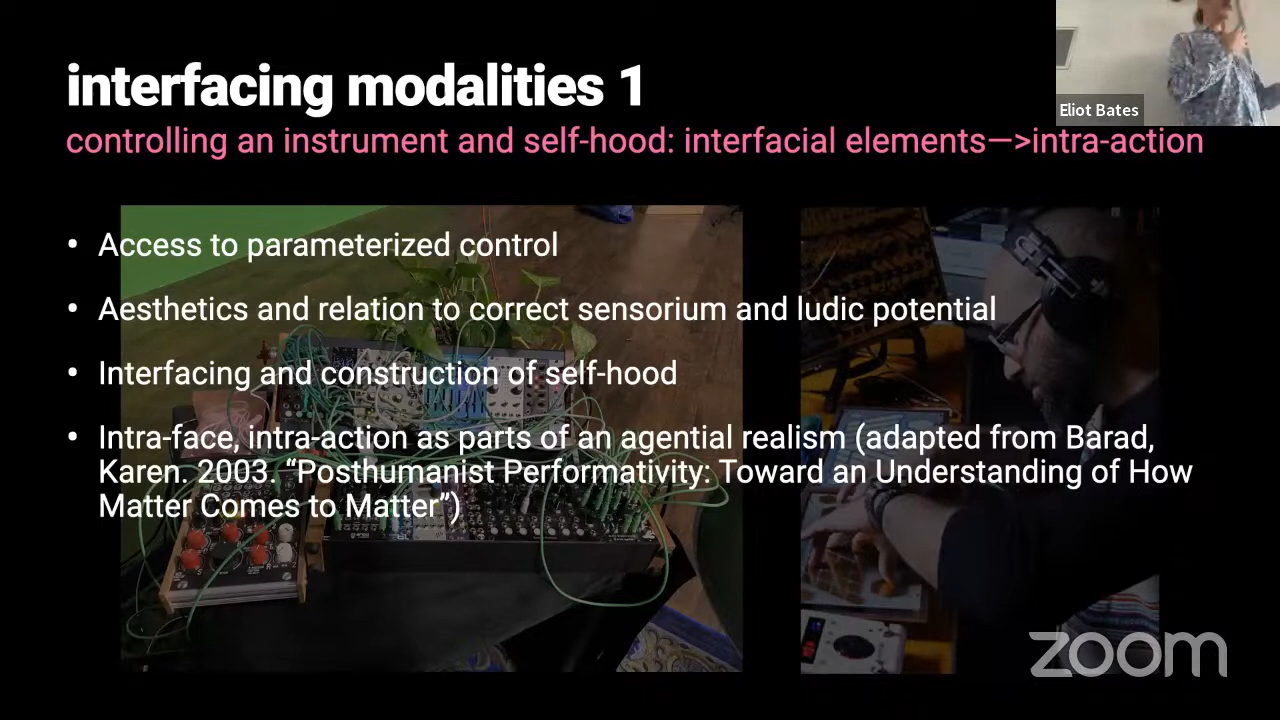 interfacing modalities 1
controlling an instrument and self-hood: interfacial elements—>intra-action
Eliot Bates
• Access to parameterized control
• Aesthetics and relation to correct sensorium and ludic potential
• Interfacing and construction of self-hood
• Intra-face, intra-action as parts of an agential realism (adapted from Barad,
Karen. 2003. “Posthumanist Performativity: Toward an Understanding of How
Matter Comes to Matter”)
zoom